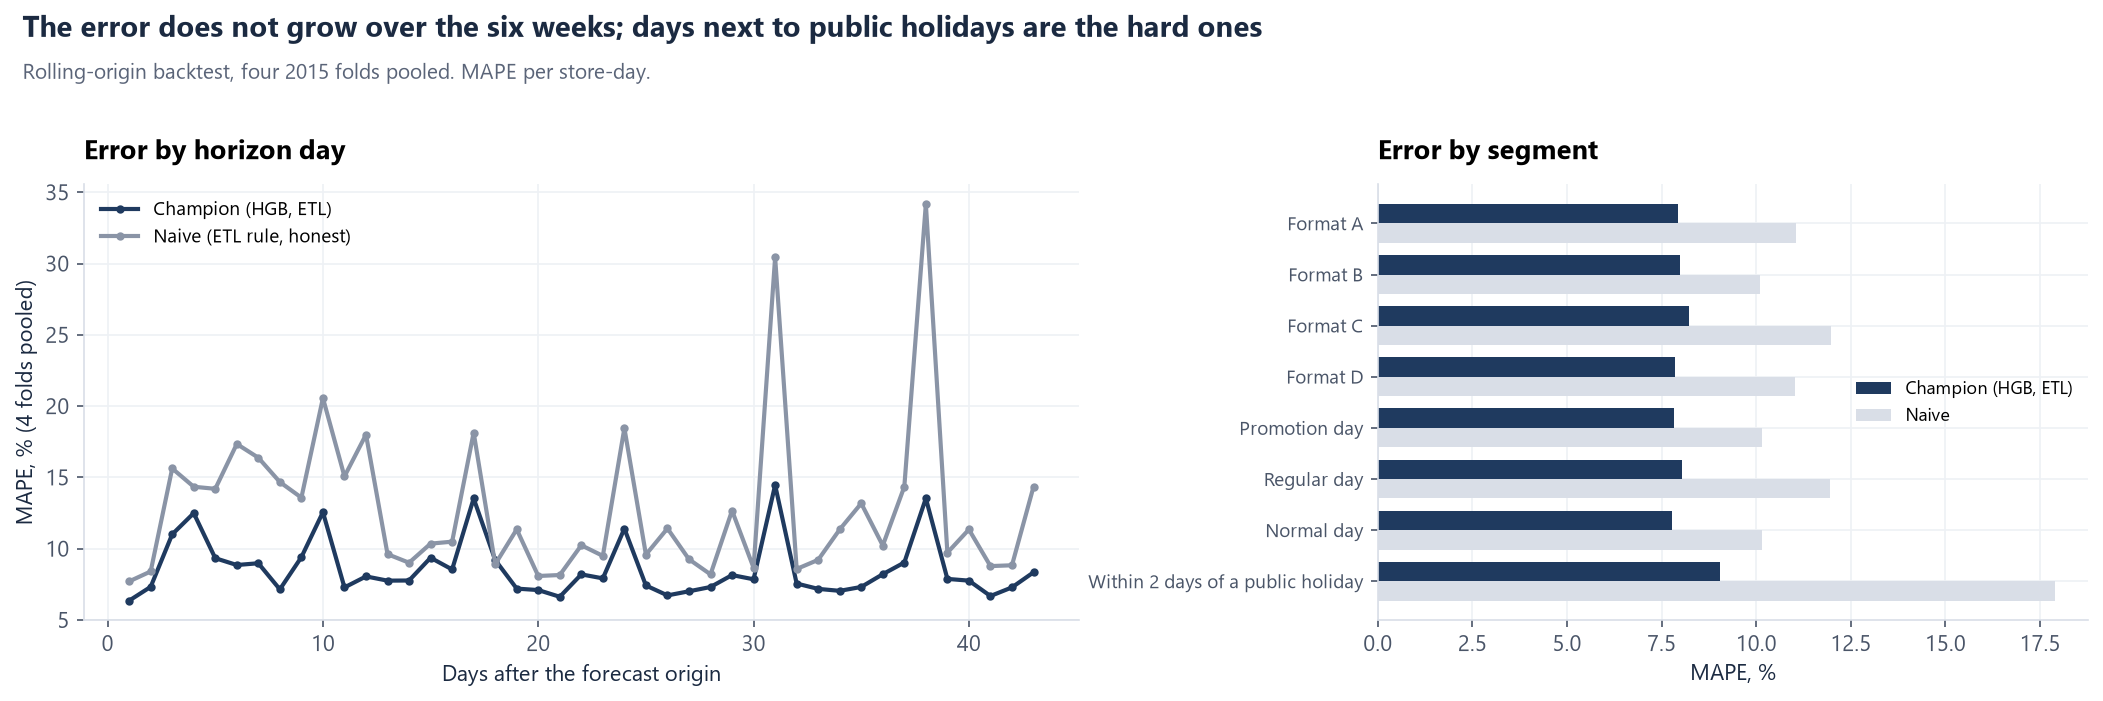 The error does not grow over the six weeks; days next to public holidays are the hard ones
Rolling-origin backtest, four 2015 folds pooled. MAPE per store-day.
Error by horizon day
35
30
25
20
15
10
5
MAPE, % (4 folds pooled)
Champion (HGB, ETL)
Naive (ETL rule, honest)
0
10
20
30
40
Days after the forecast origin
Error by segment
Format A
Format B
Format C
Format D
Promotion day
Regular day
Normal day
Within 2 days of a public holiday
Champion (HGB, ETL)
Naive
0.0
2.5
5.0
7.5
10.0
12.5
15.0
17.5
MAPE, %